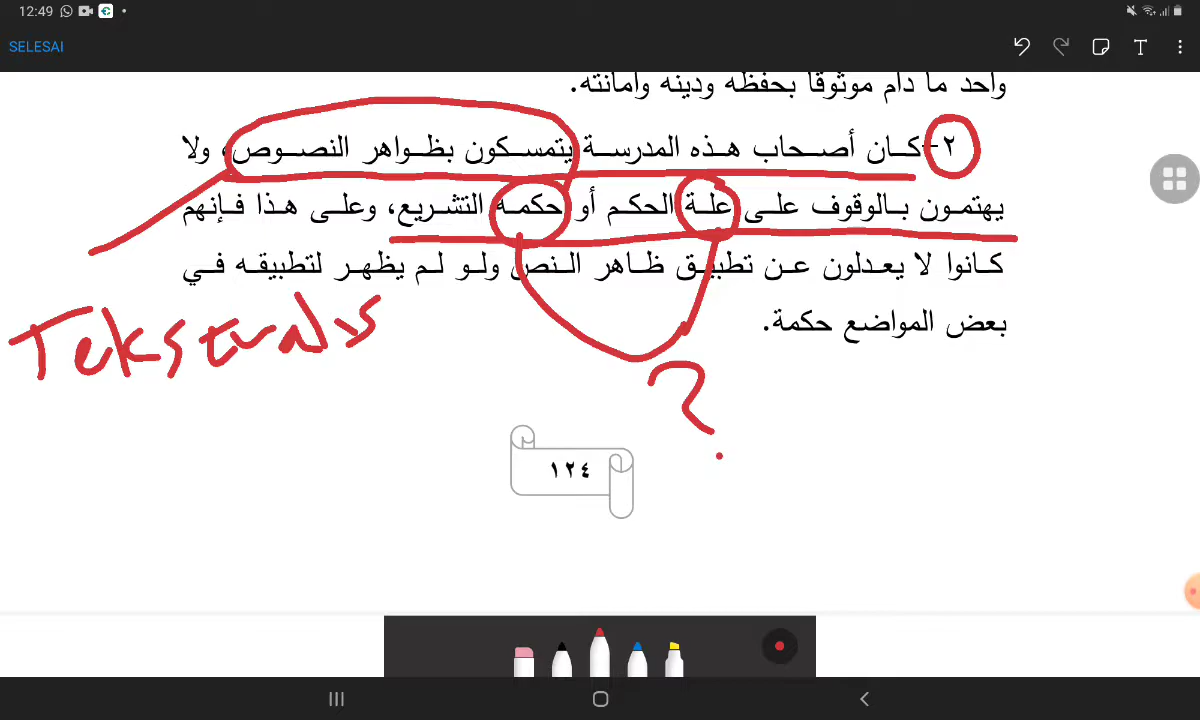 12:49
SELESAI
T
واحد ما دام موثوقا بحفظه ودينه وأمانته.
٢- كان أصحاب هذه المدرسة يتمسكون بظواهر النصوص، ولا
يهتمون بالوقوف على علة الحكم أو حكمة التشريع، وعلى هذا فإنهم
كانوا لا يعدلون عن تطبيق ظاهر النص ولو لم يظهر لتطبيقه في
بعض المواضع حكمة.
Tekstualis
?
١٢٤